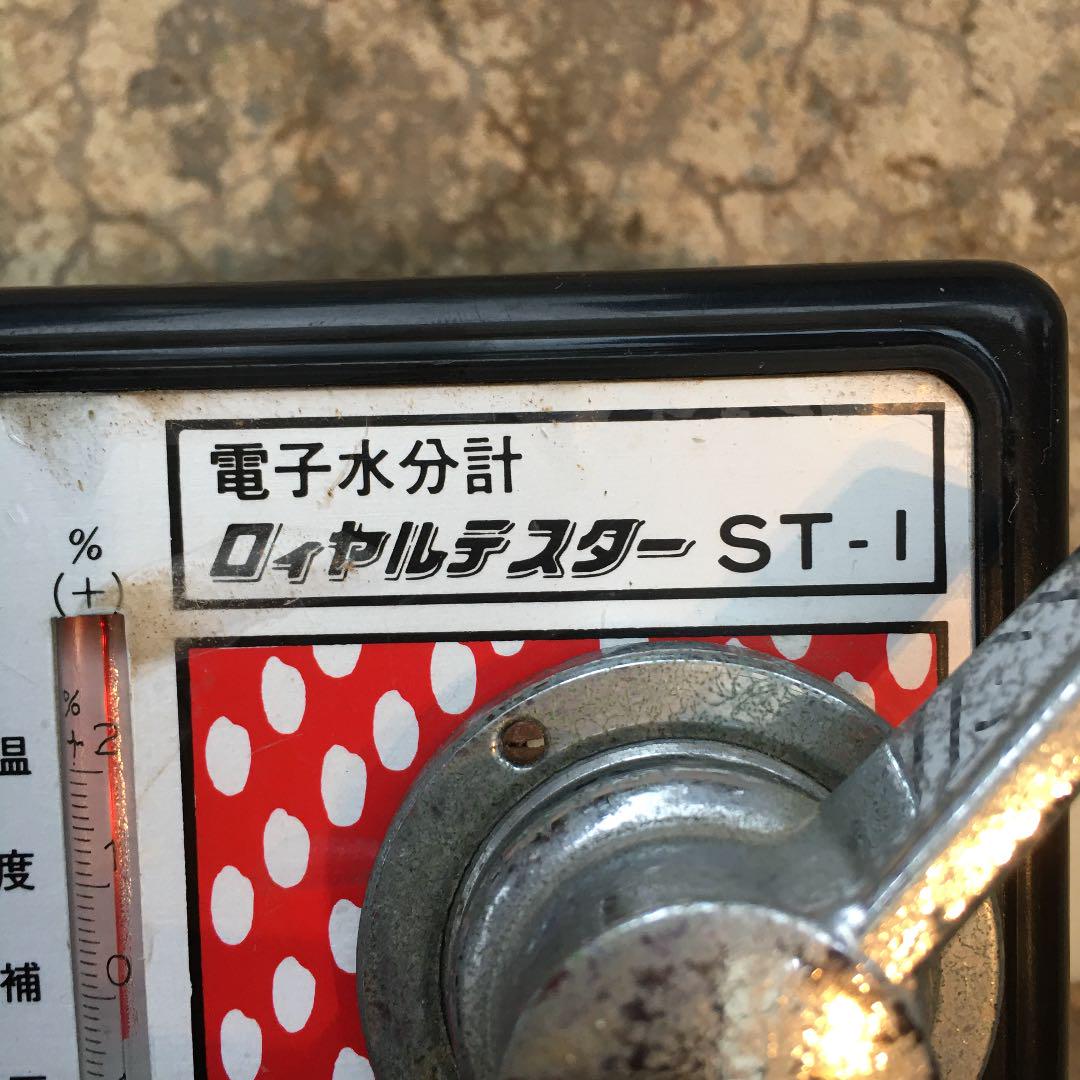 電子水分計
ロイヤルテスター ST-1
%
(+)
%
+2
1
0
温
度
補